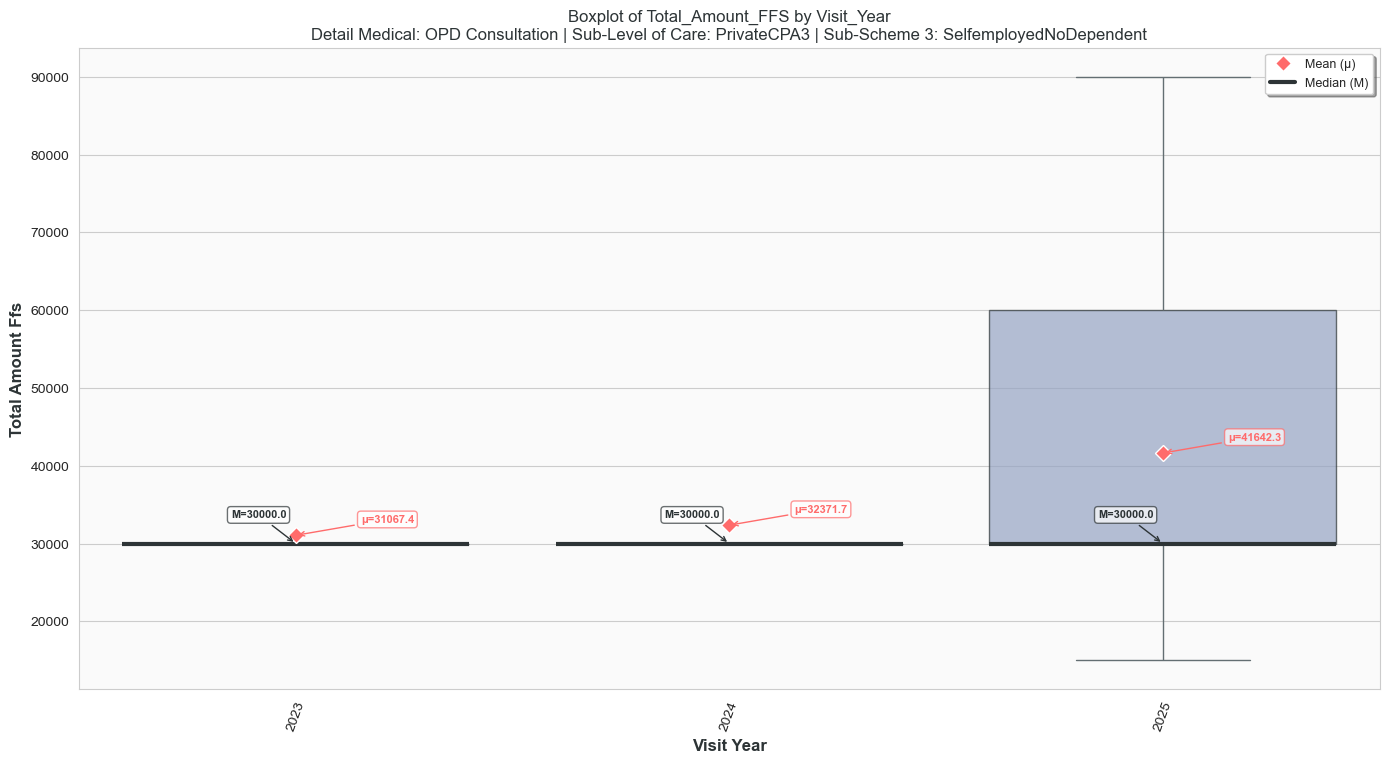 Boxplot of Total_Amount_FFS by Visit_Year
Detail Medical: OPD Consultation | Sub-Level of Care: PrivateCPA3 | Sub-Scheme 3: SelfemployedNoDependent
Mean (μ)
Median (M)
Total Amount Ffs
90000
80000
70000
60000
50000
40000
30000
20000
M=30000.0
μ=31067.4
M=30000.0
μ=32371.7
M=30000.0
μ=41642.3
2023
2024
2025
Visit Year